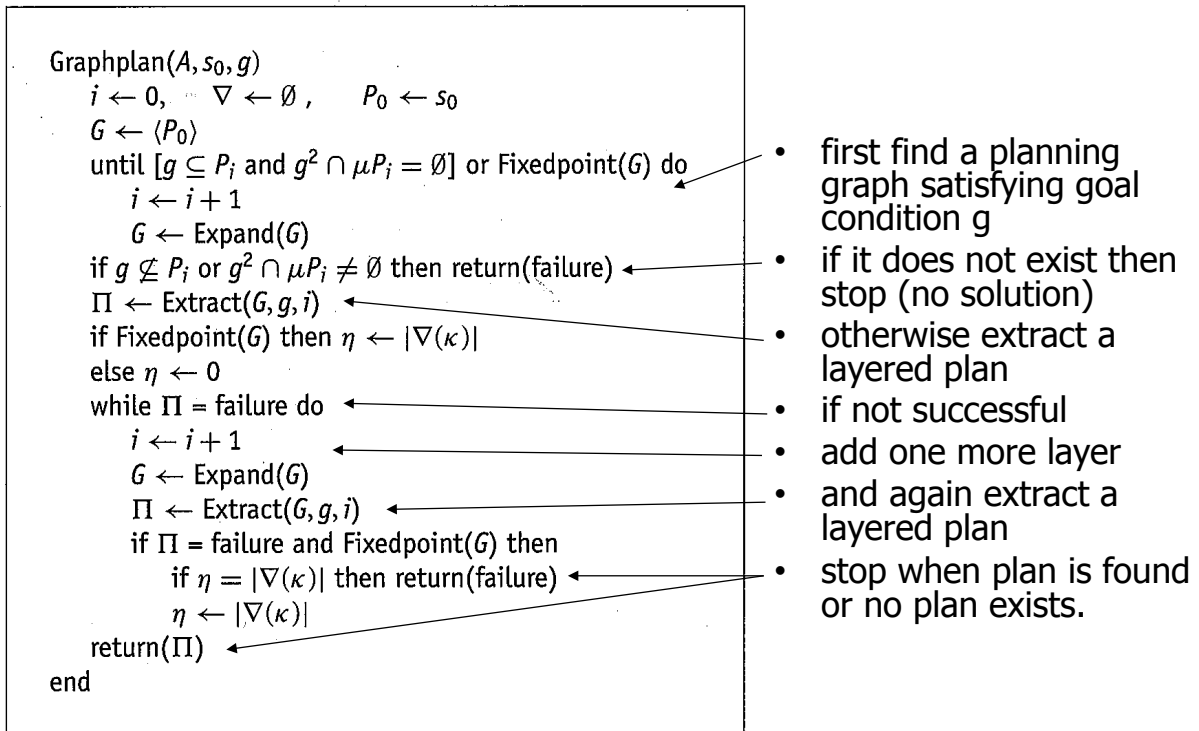 Graphplan(A, s₀, g)
i ← 0, ∇ ← ∅ , P₀ ← s₀
G ← ⟨P₀⟩
until [g ⊆ Pᵢ and g² ∩ μPᵢ = ∅] or Fixedpoint(G) do
i ← i + 1
G ← Expand(G)
if g ⊈ Pᵢ or g² ∩ μPᵢ ≠ ∅ then return(failure)
Π ← Extract(G, g, i)
if Fixedpoint(G) then η ← |∇(κ)|
else η ← 0
while Π = failure do
i ← i + 1
G ← Expand(G)
Π ← Extract(G, g, i)
if Π = failure and Fixedpoint(G) then
if η = |∇(κ)| then return(failure)
η ← |∇(κ)|
return(Π)
end
• first find a planning
graph satisfying goal
condition g
• if it does not exist then
stop (no solution)
• otherwise extract a
layered plan
• if not successful
• add one more layer
• and again extract a
layered plan
• stop when plan is found
or no plan exists.